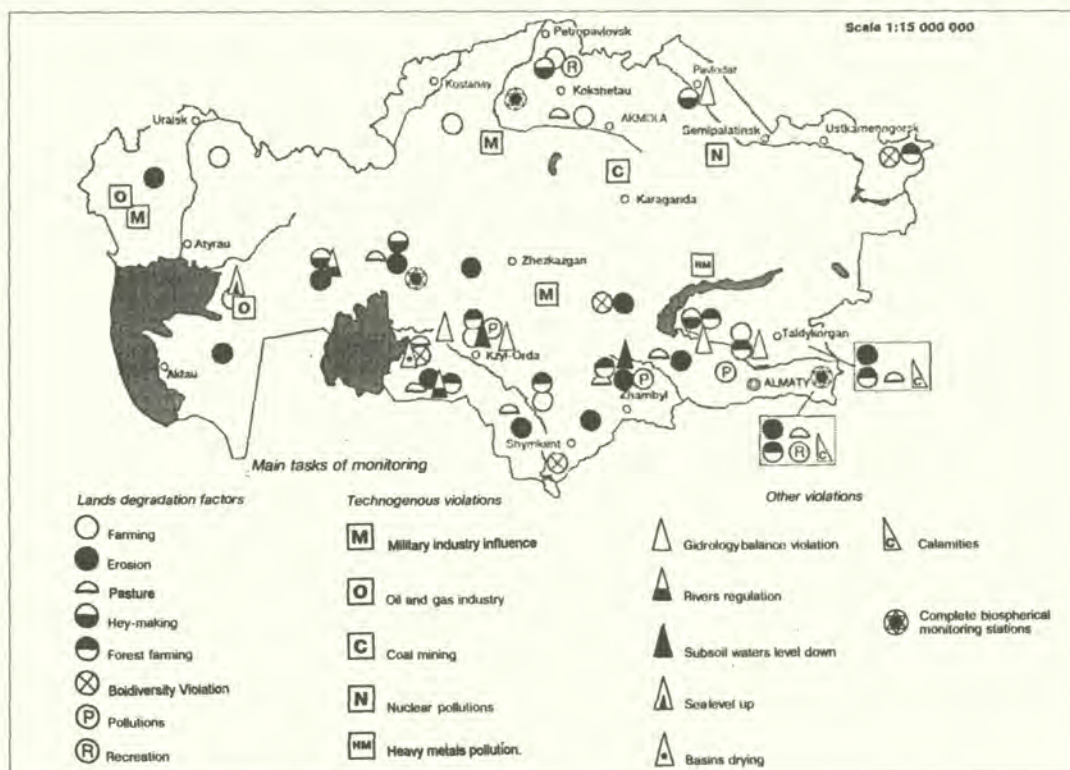 Scala 1:15 000 000
Petropavlovsk
R
Kostanay
Kokshetau
Pavlodar
Uralsk
AKMOLA
Semipalatinsk
Ustkamenngorsk
M
N
C
O
M
Karaganda
Atyrau
Zhezkazgan
HM
O
M
P
Taldykorgan
Kzyl-Orda
Aktau
P
P
ALMATY
C
Zhambyl
Shymkent
R
C
Main tasks of monitoring
Lands degradation factors
Farming
Erosion
Pasture
Hey-making
Forest farming
Boidiversity Violation
P Pollutions
R Recreation
Technogenous violations
M Military industry influence
O Oil and gas industry
C Coal mining
N Nuclear pollutions
HM Heavy metals pollution.
Other violations
Gidrology balance violation
Rivers regulation
Subsoil waters level down
Sea level up
Basins drying
C Calamities
Complete biospherical
monitoring stations